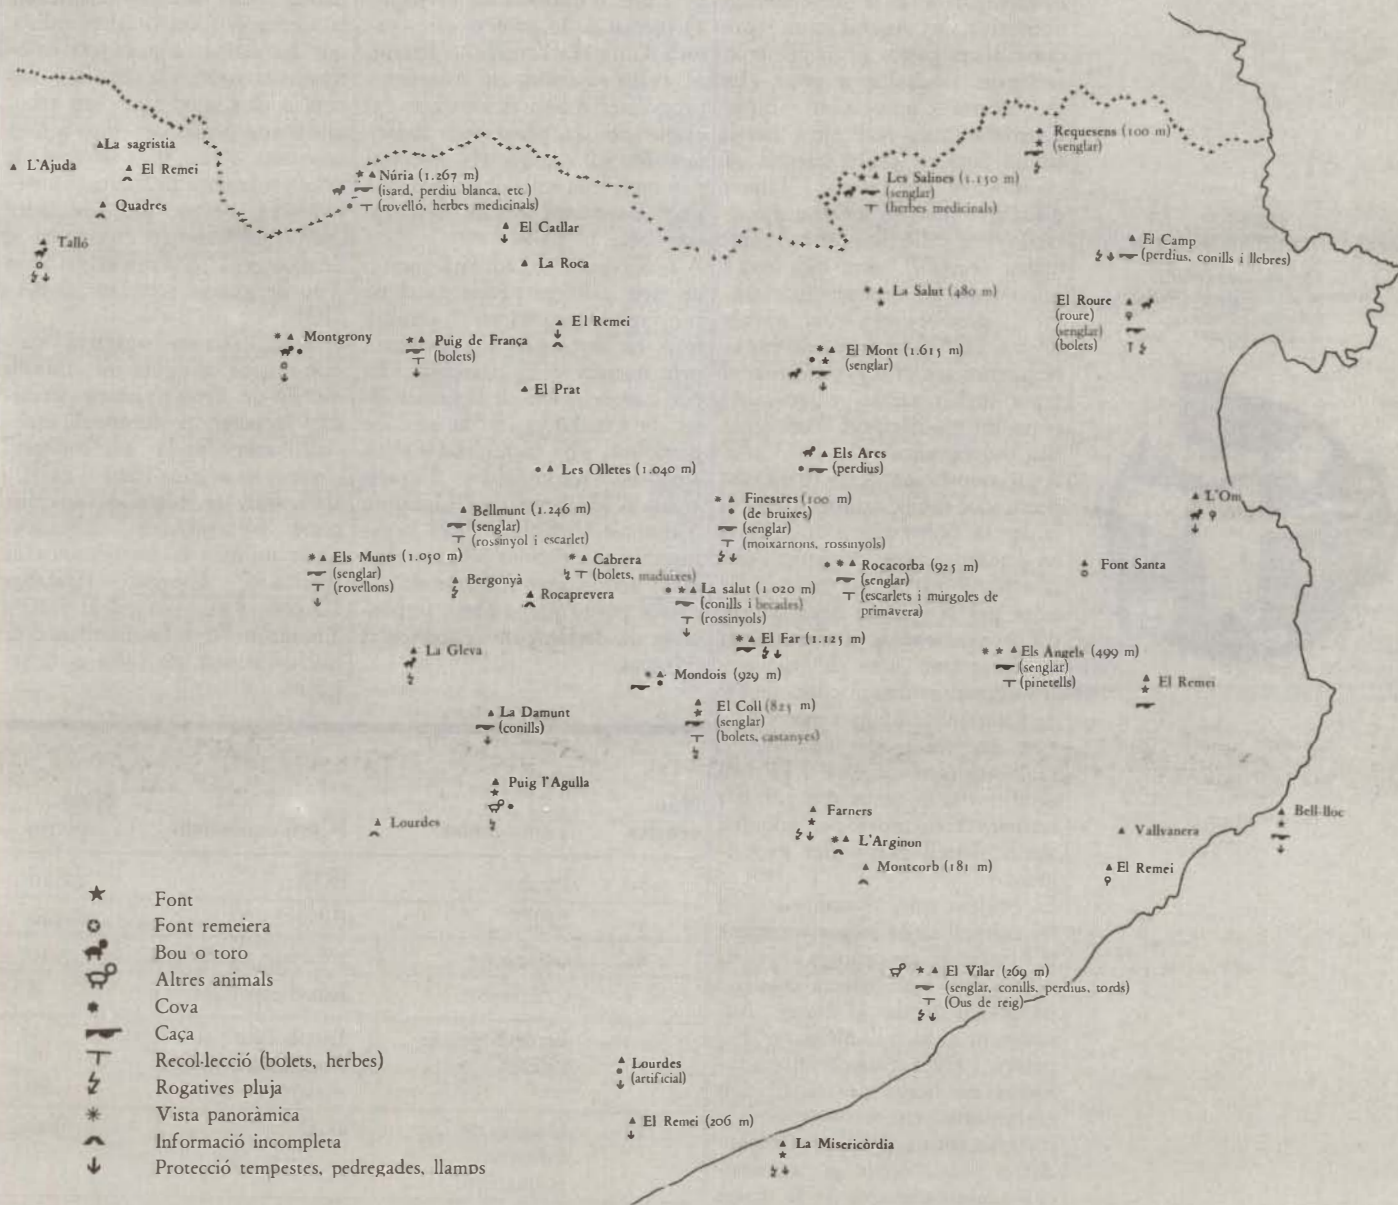 La sagristia
L'Ajuda
El Remei
Quadres
Talló
Núria (1.267 m)
(isard, perdiu blanca, etc)
(rovelló, herbes medicinals)
El Catllar
La Roca
El Remei
Montgrony
Puig de França
(bolets)
El Prat
Requesens (100 m)
(senglar)
Les Salines (1.150 m)
(senglar)
(herbes medicinals)
El Camp
(perdius, conills i llebres)
La Salut (480 m)
El Roure
(roure)
(senglar)
(bolets)
El Mont (1.615 m)
(senglar)
Els Arcs
(perdius)
Les Olletes (1.040 m)
L'Om
Bellmunt (1.246 m)
(senglar)
(rossinyol i escarlet)
Finestres (100 m)
(de bruixes)
(senglar)
(moixarnons, rossinyols)
Els Munts (1.050 m)
(senglar)
(rovellons)
Cabrera
(bolets, maduixes)
Bergonyà
Rocaprevera
Rocacorba (925 m)
(senglar)
(escarlets i múrgoles de
primavera)
Font Santa
La salut (1 020 m)
(conills i becades)
(rossinyols)
El Far (1.125 m)
La Gleva
Els Angels (499 m)
(senglar)
(pinetells)
El Remei
Mondois (929 m)
El Coll (825 m)
(senglar)
(bolets, castanyes)
La Damunt
(conills)
Puig l'Agulla
Lourdes
Farners
L'Arginon
Montcorb (181 m)
Vallvanera
Bell-lloc
El Remei
El Vilar (269 m)
(senglar, conills, perdius, tords)
(Ous de reig)
Lourdes
(artificial)
El Remei (206 m)
La Misericòrdia
Font
Font remeiera
Bou o toro
Altres animals
Cova
Caça
Recol·lecció (bolets, herbes)
Rogatives pluja
Vista panoràmica
Informació incompleta
Protecció tempestes, pedregades, llamps